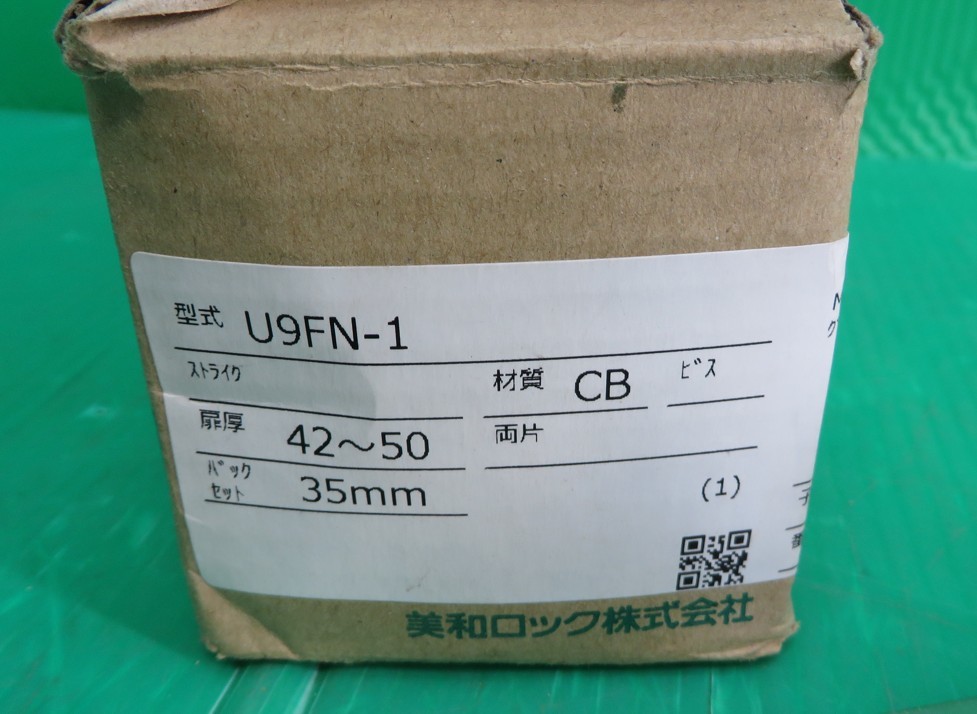 型式 U9FN-1
ストライク
材質 CB
ビス
扉厚 42～50
両片
バックセット 35mm
(1)
美和ロック株式会社